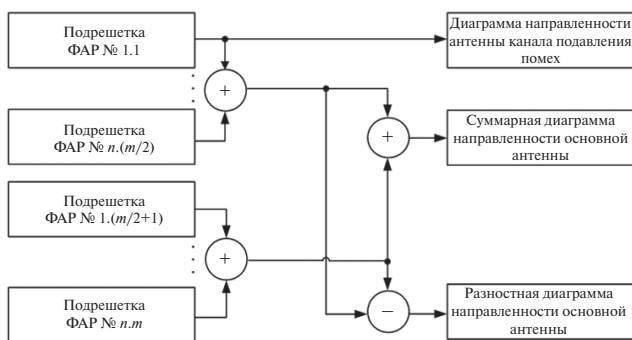 Подрешетка
ФАР № 1.1
Диаграмма направленности
антенны канала подавления
помех
+
Подрешетка
ФАР № n.(m/2)
+
Суммарная диаграмма
направленности основной
антенны
Подрешетка
ФАР № 1.(m/2+1)
+
Подрешетка
ФАР № n.m
−
Разностная диаграмма
направленности основной
антенны